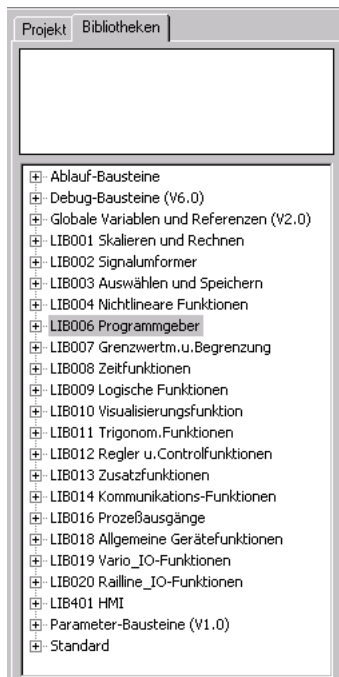 Projekt Bibliotheken
Ablauf-Bausteine
Debug-Bausteine (V6.0)
Globale Variablen und Referenzen (V2.0)
LIB001 Skalieren und Rechnen
LIB002 Signalumformer
LIB003 Auswählen und Speichern
LIB004 Nichtlineare Funktionen
LIB006 Programmgeber
LIB007 Grenzwertm.u.Begrenzung
LIB008 Zeitfunktionen
LIB009 Logische Funktionen
LIB010 Visualisierungsfunktion
LIB011 Trigonom.Funktionen
LIB012 Regler u.Controlfunktionen
LIB013 Zusatzfunktionen
LIB014 Kommunikations-Funktionen
LIB016 Prozeßausgänge
LIB018 Allgemeine Gerätefunktionen
LIB019 Vario_IO-Funktionen
LIB020 Railline_IO-Funktionen
LIB401 HMI
Parameter-Bausteine (V1.0)
Standard